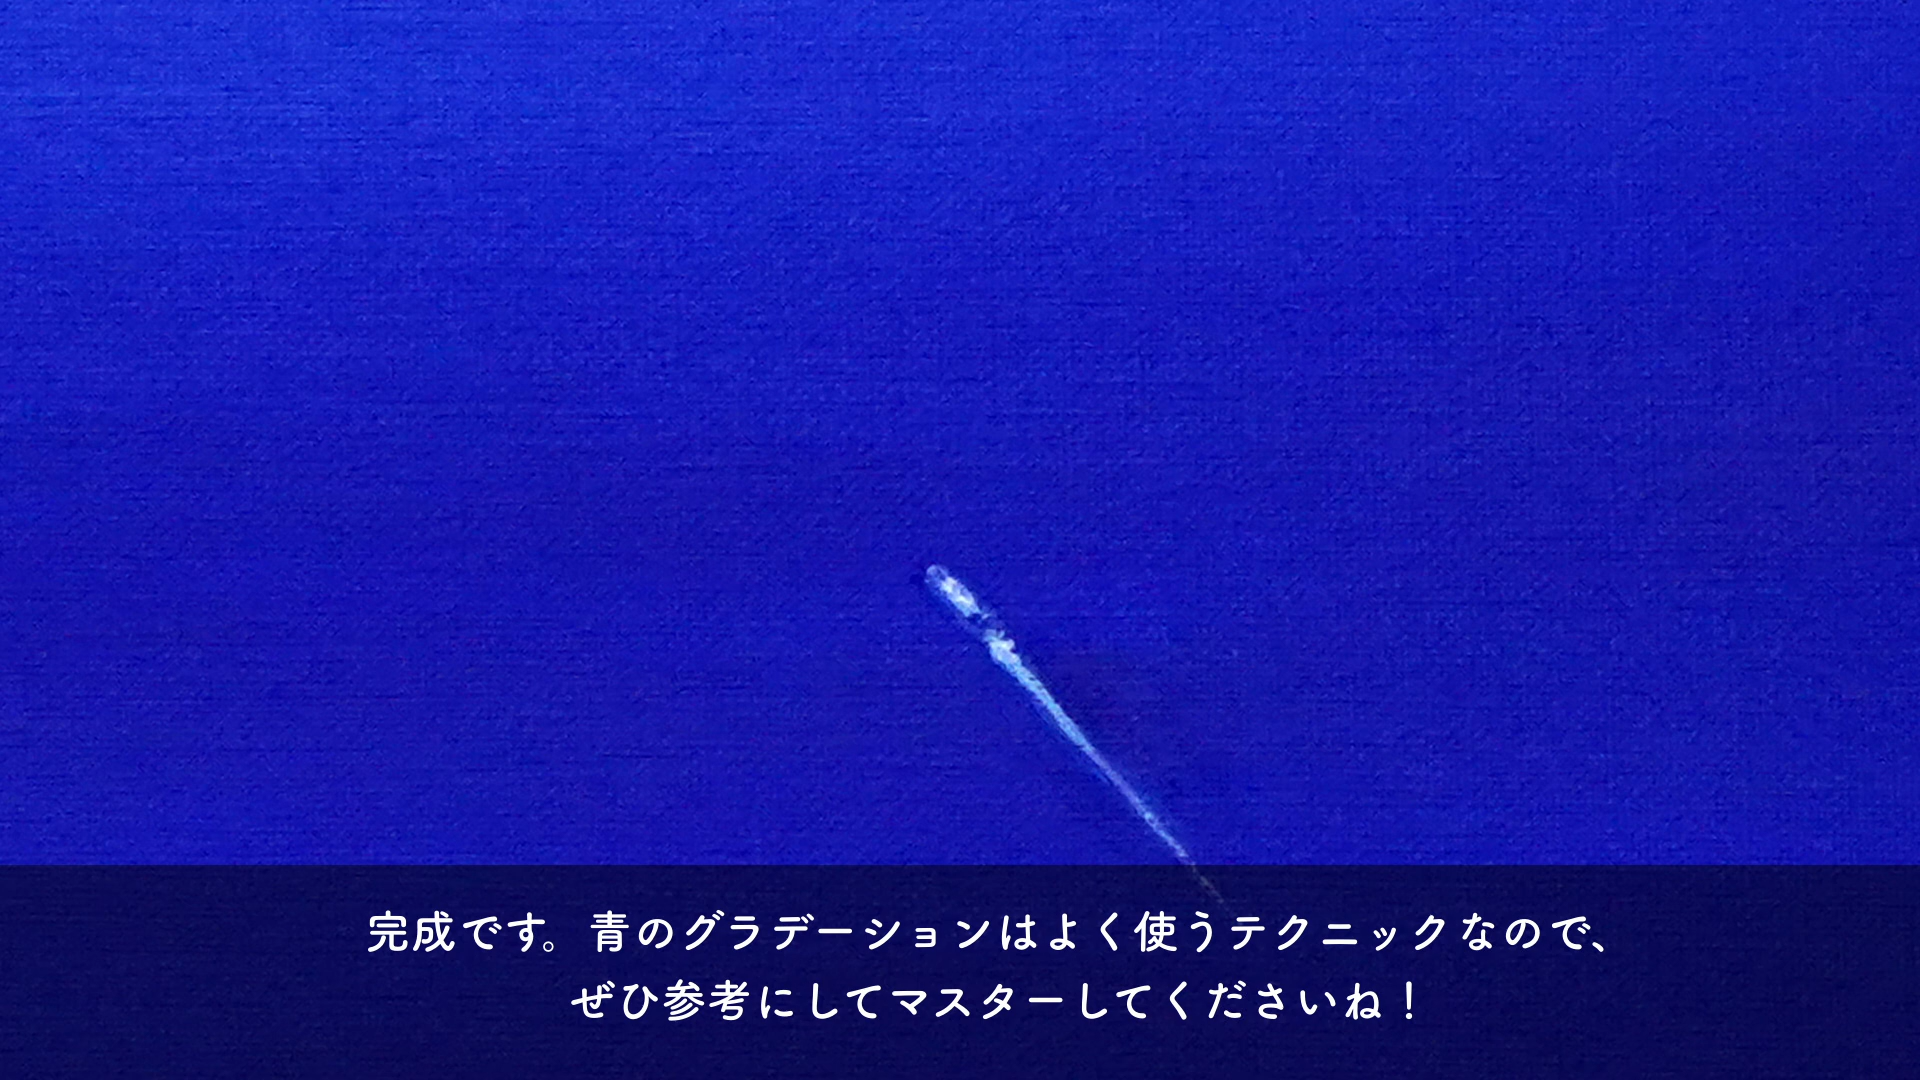 完成です。青のグラデーションはよく使うテクニックなので、
ぜひ参考にしてマスターしてくださいね！